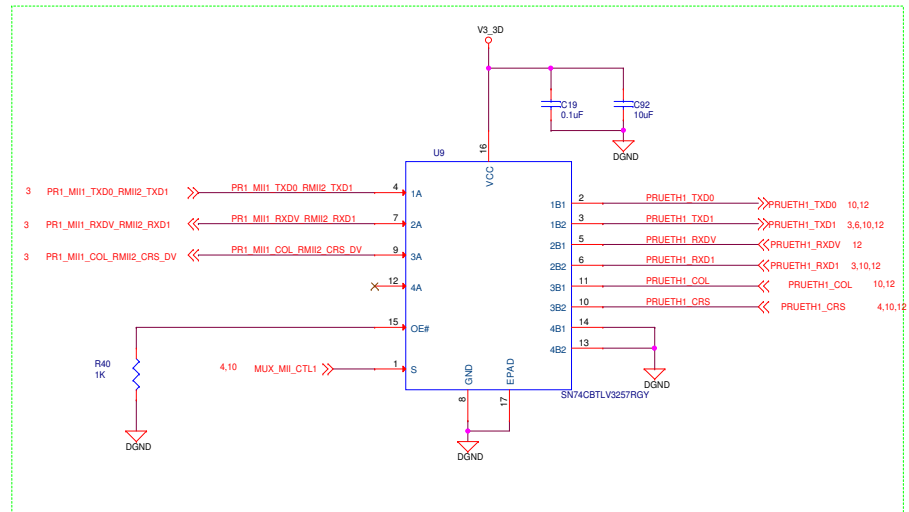 V3_3D
C19
0.1uF
C92
10uF
DGND
U9
16
VCC
3 PR1_MII1_TXD0_RMII2_TXD1 PR1_MII1_TXD0_RMII2_TXD1 4 1A
3 PR1_MII1_RXDV_RMII2_RXD1 PR1_MII1_RXDV_RMII2_RXD1 7 2A
3 PR1_MII1_COL_RMII2_CRS_DV PR1_MII1_COL_RMII2_CRS_DV 9 3A
12 4A
15 OE#
4,10 MUX_MII_CTL1 1 S
1B1 2 PRUETH1_TXD0 PRUETH1_TXD0 10,12
1B2 3 PRUETH1_TXD1 PRUETH1_TXD1 3,6,10,12
2B1 5 PRUETH1_RXDV PRUETH1_RXDV 12
2B2 6 PRUETH1_RXD1 PRUETH1_RXD1 3,10,12
3B1 11 PRUETH1_COL PRUETH1_COL 10,12
3B2 10 PRUETH1_CRS PRUETH1_CRS 4,10,12
4B1 14
4B2 13
DGND
R40
1K
DGND
GND
8
EPAD
17
SN74CBTLV3257RGY
DGND